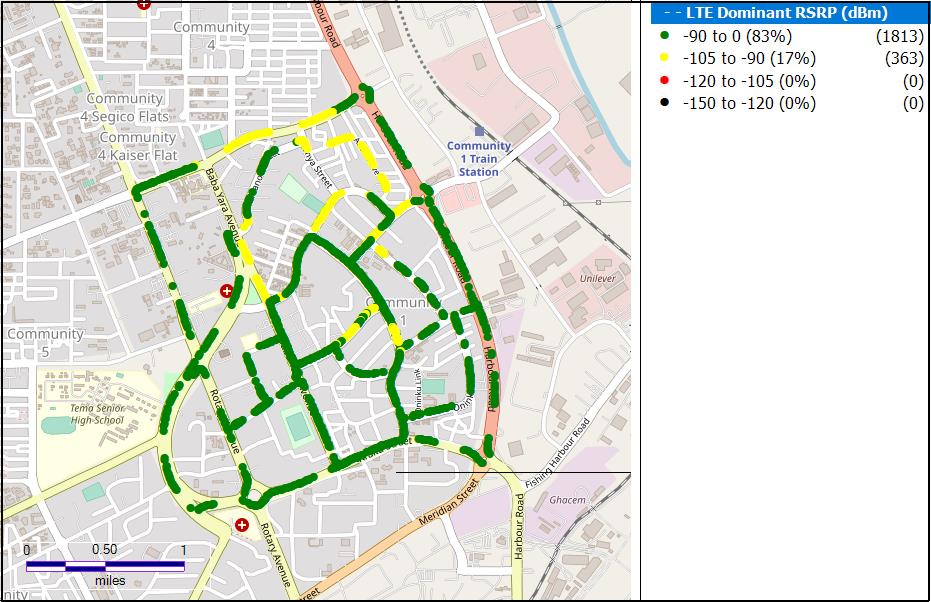 - - LTE Dominant RSRP (dBm)
-90 to 0 (83%) (1813)
-105 to -90 (17%) (363)
-120 to -105 (0%) (0)
-150 to -120 (0%) (0)
Community
4
Community
4 Segico Flats
Community
4 Kaiser Flat
Community
1 Train
Station
Baba Yara Avenu
Street
Unilever
Community
1
Community
5
Tema Senior
High-School
Harbour Road
Fishing Harbour Road
Ghacem
Meridian Street
Harbour Road
Rotary Avenue
0 0.50 1
miles